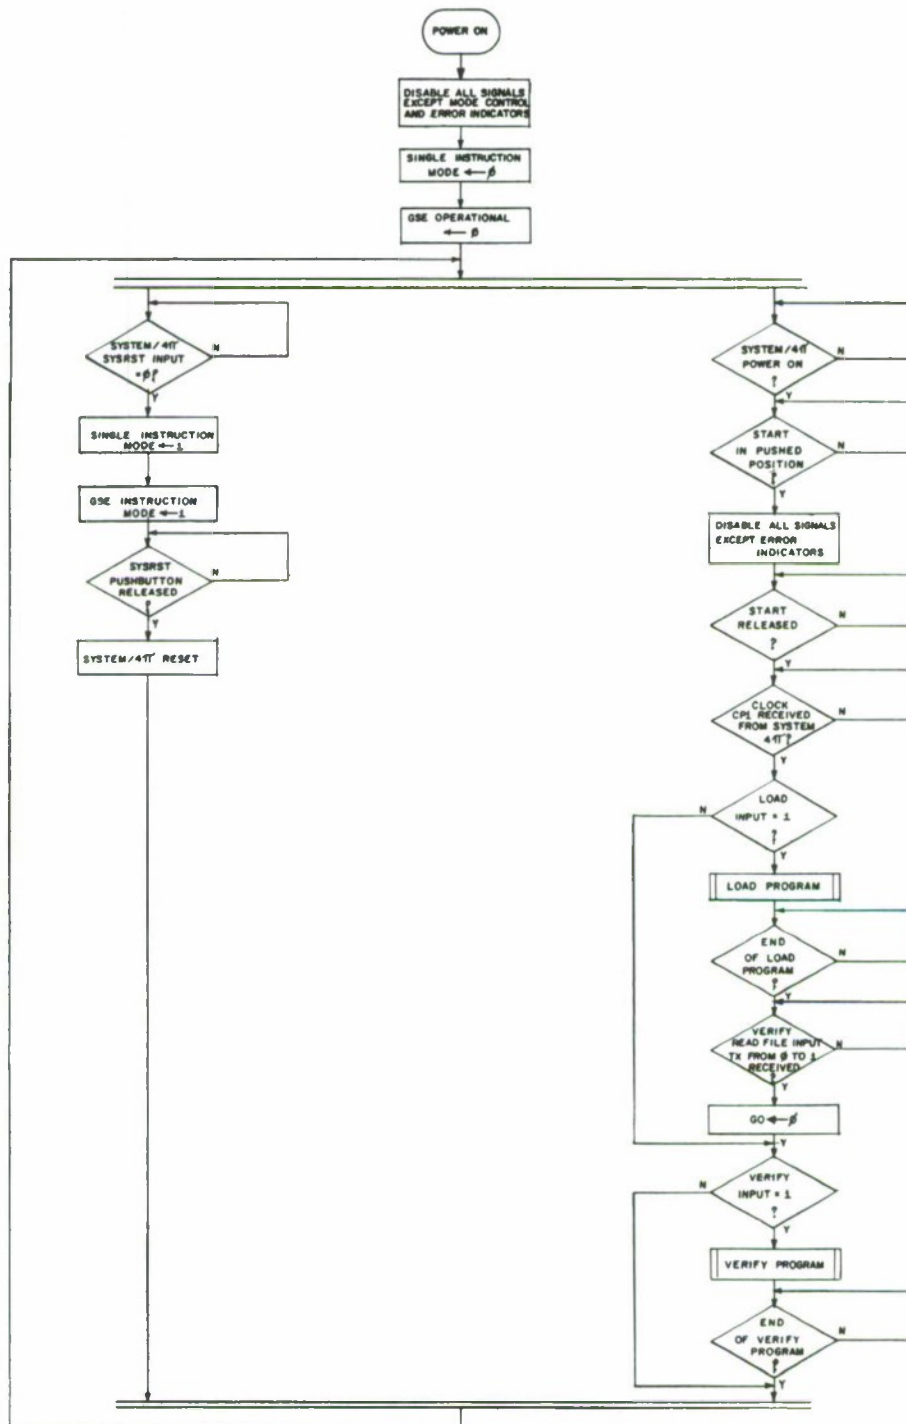 POWER ON
DISABLE ALL SIGNALS
EXCEPT MODE CONTROL
AND ERROR INDICATORS
SINGLE INSTRUCTION
MODE ← ∅
GSE OPERATIONAL
← ∅
SYSTEM/4π
SYSRST INPUT
=∅?
N
Y
SINGLE INSTRUCTION
MODE ← 1
GSE INSTRUCTION
MODE ← 1
SYSRST
PUSHBUTTON
RELEASED
?
N
Y
SYSTEM/4π RESET
SYSTEM/4π
POWER ON
?
N
Y
START
IN PUSHED
POSITION
?
N
Y
DISABLE ALL SIGNALS
EXCEPT ERROR
INDICATORS
START
RELEASED
?
N
Y
CLOCK
CP1 RECEIVED
FROM SYSTEM
4π?
N
Y
LOAD
INPUT = 1
?
N
Y
LOAD PROGRAM
END
OF LOAD
PROGRAM
?
N
Y
VERIFY
READ FILE INPUT
TX FROM ∅ TO 1
RECEIVED
?
N
Y
GO ← ∅
Y
VERIFY
INPUT = 1
?
N
Y
VERIFY PROGRAM
END
OF VERIFY
PROGRAM
?
N
Y